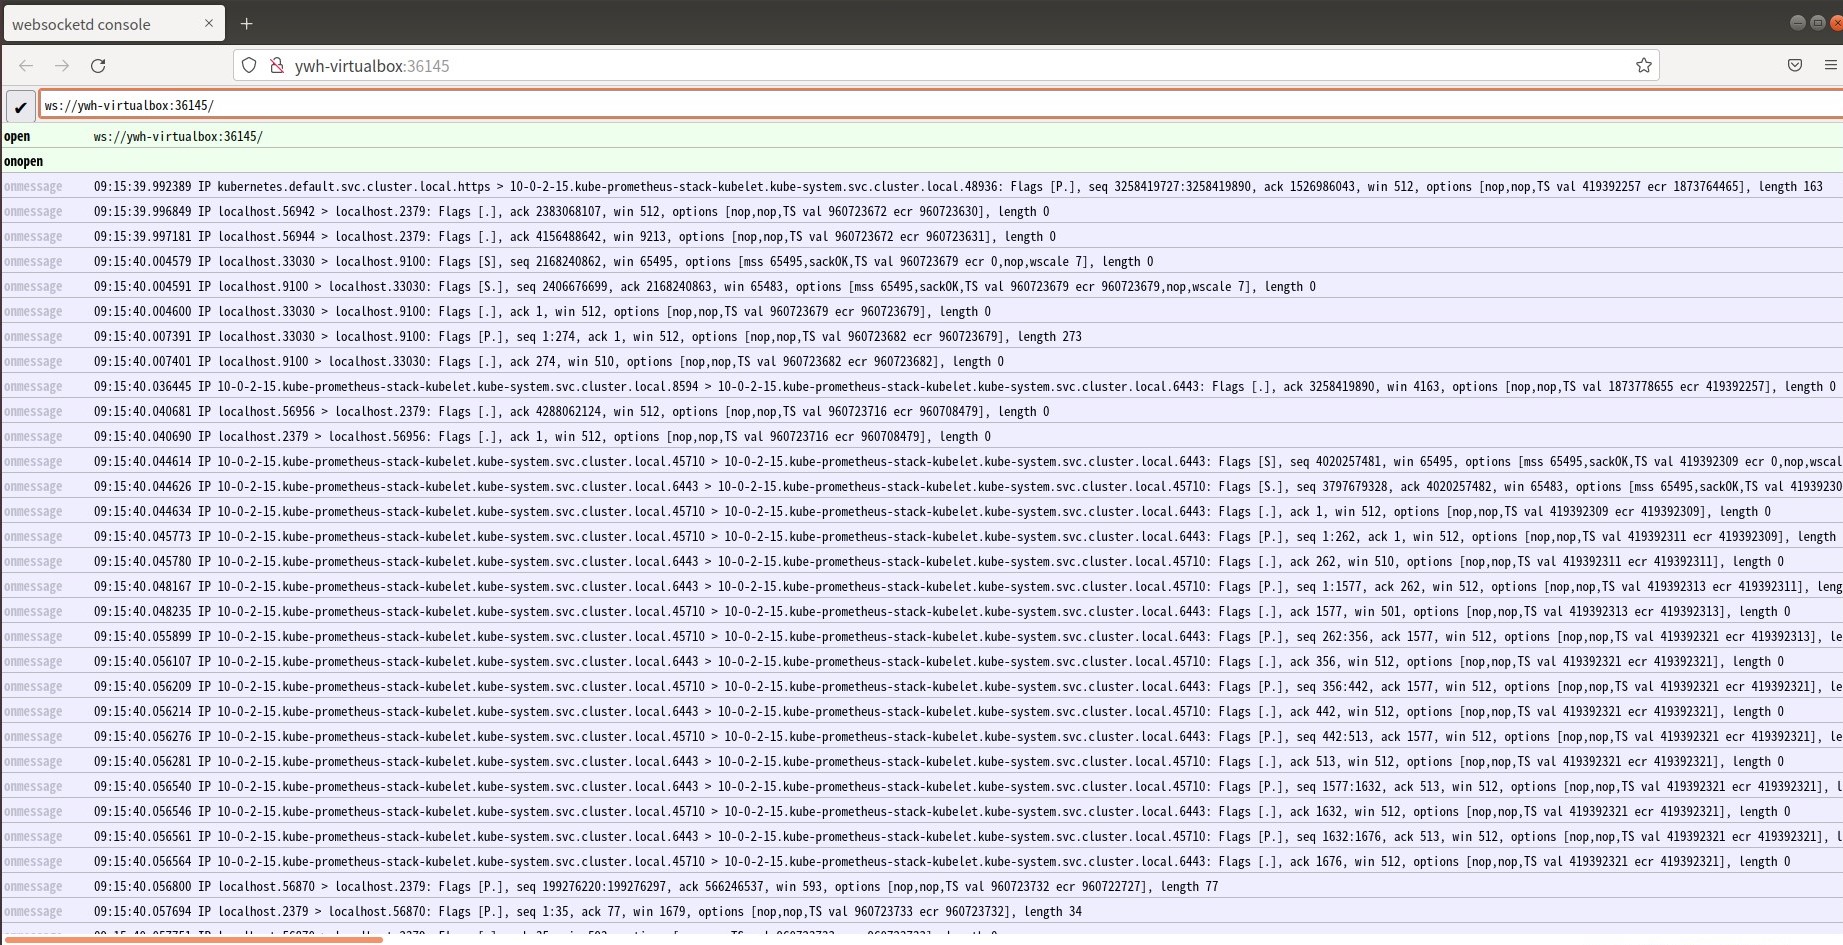 websocketd console
ywh-virtualbox:36145
ws://ywh-virtualbox:36145/
open ws://ywh-virtualbox:36145/
onopen
onmessage 09:15:39.992389 IP kubernetes.default.svc.cluster.local.https > 10-0-2-15.kube-prometheus-stack-kubelet.kube-system.svc.cluster.local.48936: Flags [P.], seq 3258419727:3258419890, ack 1526986043, win 512, options [nop,nop,TS val 419392257 ecr 1873764465], length 163
onmessage 09:15:39.996849 IP localhost.56942 > localhost.2379: Flags [.], ack 2383068107, win 512, options [nop,nop,TS val 960723672 ecr 960723630], length 0
onmessage 09:15:39.997181 IP localhost.56944 > localhost.2379: Flags [.], ack 4156488642, win 9213, options [nop,nop,TS val 960723672 ecr 960723631], length 0
onmessage 09:15:40.004579 IP localhost.33030 > localhost.9100: Flags [S], seq 2168240862, win 65495, options [mss 65495,sackOK,TS val 960723679 ecr 0,nop,wscale 7], length 0
onmessage 09:15:40.004591 IP localhost.9100 > localhost.33030: Flags [S.], seq 2406676699, ack 2168240863, win 65483, options [mss 65495,sackOK,TS val 960723679 ecr 960723679,nop,wscale 7], length 0
onmessage 09:15:40.004600 IP localhost.33030 > localhost.9100: Flags [.], ack 1, win 512, options [nop,nop,TS val 960723679 ecr 960723679], length 0
onmessage 09:15:40.007391 IP localhost.33030 > localhost.9100: Flags [P.], seq 1:274, ack 1, win 512, options [nop,nop,TS val 960723682 ecr 960723679], length 273
onmessage 09:15:40.007401 IP localhost.9100 > localhost.33030: Flags [.], ack 274, win 510, options [nop,nop,TS val 960723682 ecr 960723682], length 0
onmessage 09:15:40.036445 IP 10-0-2-15.kube-prometheus-stack-kubelet.kube-system.svc.cluster.local.8594 > 10-0-2-15.kube-prometheus-stack-kubelet.kube-system.svc.cluster.local.6443: Flags [.], ack 3258419890, win 4163, options [nop,nop,TS val 1873778655 ecr 419392257], length 0
onmessage 09:15:40.040681 IP localhost.56956 > localhost.2379: Flags [.], ack 4288062124, win 512, options [nop,nop,TS val 960723716 ecr 960708479], length 0
onmessage 09:15:40.040690 IP localhost.2379 > localhost.56956: Flags [.], ack 1, win 512, options [nop,nop,TS val 960723716 ecr 960708479], length 0
onmessage 09:15:40.044614 IP 10-0-2-15.kube-prometheus-stack-kubelet.kube-system.svc.cluster.local.45710 > 10-0-2-15.kube-prometheus-stack-kubelet.kube-system.svc.cluster.local.6443: Flags [S], seq 4020257481, win 65495, options [mss 65495,sackOK,TS val 419392309 ecr 0,nop,wscal
onmessage 09:15:40.044626 IP 10-0-2-15.kube-prometheus-stack-kubelet.kube-system.svc.cluster.local.6443 > 10-0-2-15.kube-prometheus-stack-kubelet.kube-system.svc.cluster.local.45710: Flags [S.], seq 3797679328, ack 4020257482, win 65483, options [mss 65495,sackOK,TS val 41939230
onmessage 09:15:40.044634 IP 10-0-2-15.kube-prometheus-stack-kubelet.kube-system.svc.cluster.local.45710 > 10-0-2-15.kube-prometheus-stack-kubelet.kube-system.svc.cluster.local.6443: Flags [.], ack 1, win 512, options [nop,nop,TS val 419392309 ecr 419392309], length 0
onmessage 09:15:40.045773 IP 10-0-2-15.kube-prometheus-stack-kubelet.kube-system.svc.cluster.local.45710 > 10-0-2-15.kube-prometheus-stack-kubelet.kube-system.svc.cluster.local.6443: Flags [P.], seq 1:262, ack 1, win 512, options [nop,nop,TS val 419392311 ecr 419392309], length
onmessage 09:15:40.045780 IP 10-0-2-15.kube-prometheus-stack-kubelet.kube-system.svc.cluster.local.6443 > 10-0-2-15.kube-prometheus-stack-kubelet.kube-system.svc.cluster.local.45710: Flags [.], ack 262, win 510, options [nop,nop,TS val 419392311 ecr 419392311], length 0
onmessage 09:15:40.048167 IP 10-0-2-15.kube-prometheus-stack-kubelet.kube-system.svc.cluster.local.6443 > 10-0-2-15.kube-prometheus-stack-kubelet.kube-system.svc.cluster.local.45710: Flags [P.], seq 1:1577, ack 262, win 512, options [nop,nop,TS val 419392313 ecr 419392311], leng
onmessage 09:15:40.048235 IP 10-0-2-15.kube-prometheus-stack-kubelet.kube-system.svc.cluster.local.45710 > 10-0-2-15.kube-prometheus-stack-kubelet.kube-system.svc.cluster.local.6443: Flags [.], ack 1577, win 501, options [nop,nop,TS val 419392313 ecr 419392313], length 0
onmessage 09:15:40.055899 IP 10-0-2-15.kube-prometheus-stack-kubelet.kube-system.svc.cluster.local.45710 > 10-0-2-15.kube-prometheus-stack-kubelet.kube-system.svc.cluster.local.6443: Flags [P.], seq 262:356, ack 1577, win 512, options [nop,nop,TS val 419392321 ecr 419392313], le
onmessage 09:15:40.056107 IP 10-0-2-15.kube-prometheus-stack-kubelet.kube-system.svc.cluster.local.6443 > 10-0-2-15.kube-prometheus-stack-kubelet.kube-system.svc.cluster.local.45710: Flags [.], ack 356, win 512, options [nop,nop,TS val 419392321 ecr 419392321], length 0
onmessage 09:15:40.056209 IP 10-0-2-15.kube-prometheus-stack-kubelet.kube-system.svc.cluster.local.45710 > 10-0-2-15.kube-prometheus-stack-kubelet.kube-system.svc.cluster.local.6443: Flags [P.], seq 356:442, ack 1577, win 512, options [nop,nop,TS val 419392321 ecr 419392321], le
onmessage 09:15:40.056214 IP 10-0-2-15.kube-prometheus-stack-kubelet.kube-system.svc.cluster.local.6443 > 10-0-2-15.kube-prometheus-stack-kubelet.kube-system.svc.cluster.local.45710: Flags [.], ack 442, win 512, options [nop,nop,TS val 419392321 ecr 419392321], length 0
onmessage 09:15:40.056276 IP 10-0-2-15.kube-prometheus-stack-kubelet.kube-system.svc.cluster.local.45710 > 10-0-2-15.kube-prometheus-stack-kubelet.kube-system.svc.cluster.local.6443: Flags [P.], seq 442:513, ack 1577, win 512, options [nop,nop,TS val 419392321 ecr 419392321], le
onmessage 09:15:40.056281 IP 10-0-2-15.kube-prometheus-stack-kubelet.kube-system.svc.cluster.local.6443 > 10-0-2-15.kube-prometheus-stack-kubelet.kube-system.svc.cluster.local.45710: Flags [.], ack 513, win 512, options [nop,nop,TS val 419392321 ecr 419392321], length 0
onmessage 09:15:40.056540 IP 10-0-2-15.kube-prometheus-stack-kubelet.kube-system.svc.cluster.local.6443 > 10-0-2-15.kube-prometheus-stack-kubelet.kube-system.svc.cluster.local.45710: Flags [P.], seq 1577:1632, ack 513, win 512, options [nop,nop,TS val 419392321 ecr 419392321], l
onmessage 09:15:40.056546 IP 10-0-2-15.kube-prometheus-stack-kubelet.kube-system.svc.cluster.local.45710 > 10-0-2-15.kube-prometheus-stack-kubelet.kube-system.svc.cluster.local.6443: Flags [.], ack 1632, win 512, options [nop,nop,TS val 419392321 ecr 419392321], length 0
onmessage 09:15:40.056561 IP 10-0-2-15.kube-prometheus-stack-kubelet.kube-system.svc.cluster.local.6443 > 10-0-2-15.kube-prometheus-stack-kubelet.kube-system.svc.cluster.local.45710: Flags [P.], seq 1632:1676, ack 513, win 512, options [nop,nop,TS val 419392321 ecr 419392321], l
onmessage 09:15:40.056564 IP 10-0-2-15.kube-prometheus-stack-kubelet.kube-system.svc.cluster.local.45710 > 10-0-2-15.kube-prometheus-stack-kubelet.kube-system.svc.cluster.local.6443: Flags [.], ack 1676, win 512, options [nop,nop,TS val 419392321 ecr 419392321], length 0
onmessage 09:15:40.056800 IP localhost.56870 > localhost.2379: Flags [P.], seq 199276220:199276297, ack 566246537, win 593, options [nop,nop,TS val 960723732 ecr 960722727], length 77
onmessage 09:15:40.057694 IP localhost.2379 > localhost.56870: Flags [P.], seq 1:35, ack 77, win 1679, options [nop,nop,TS val 960723733 ecr 960723732], length 34